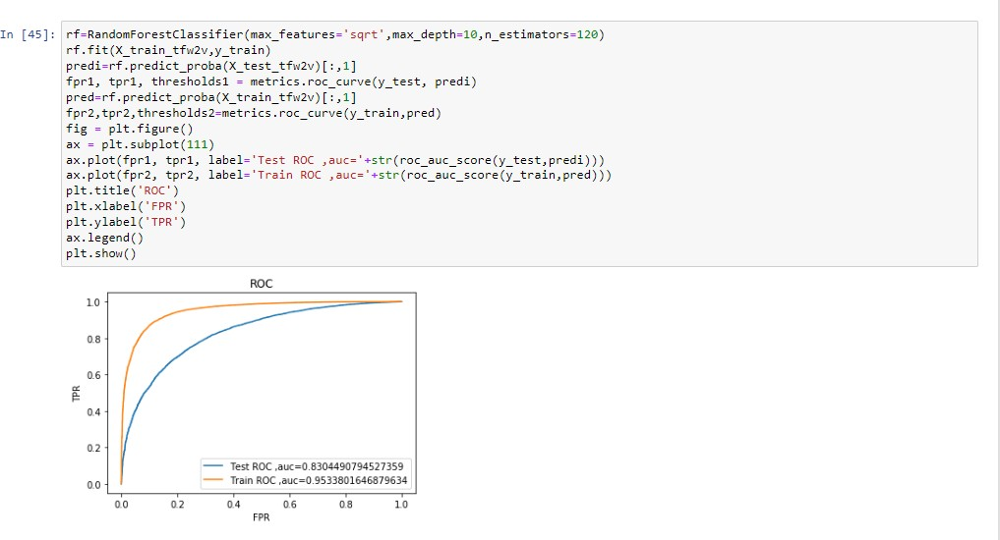 In [45]: rf=RandomForestClassifier(max_features='sqrt',max_depth=10,n_estimators=120)
rf.fit(X_train_tfw2v,y_train)
predi=rf.predict_proba(X_test_tfw2v)[:,1]
fpr1, tpr1, thresholds1 = metrics.roc_curve(y_test, predi)
pred=rf.predict_proba(X_train_tfw2v)[:,1]
fpr2,tpr2,thresholds2=metrics.roc_curve(y_train,pred)
fig = plt.figure()
ax = plt.subplot(111)
ax.plot(fpr1, tpr1, label='Test ROC ,auc='+str(roc_auc_score(y_test,predi)))
ax.plot(fpr2, tpr2, label='Train ROC ,auc='+str(roc_auc_score(y_train,pred)))
plt.title('ROC')
plt.xlabel('FPR')
plt.ylabel('TPR')
ax.legend()
plt.show()
ROC
1.0
0.8
0.6
0.4
0.2
0.0
TPR
Test ROC ,auc=0.8304490794527359
Train ROC ,auc=0.9533801646879634
0.0 0.2 0.4 0.6 0.8 1.0
FPR